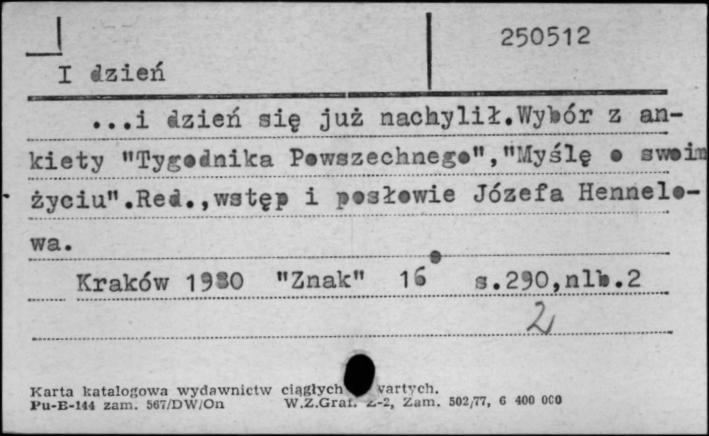 250512
I dzień
...i dzień się już nachylił.Wybór z an-
kiety "Tygodnika Powszechnego","Myślę o swoim
życiu".Red.,wstęp i posłowie Józefa Hennelo-
wa.
Kraków 1980 "Znak" 16° s.290,nlb.2
2
Karta katalogowa wydawnictw ciągłych vartych.
Pu-E-144 zam. 567/DW/On W.Z.Graf. Z-2, Zam. 502/77, 6 400 000